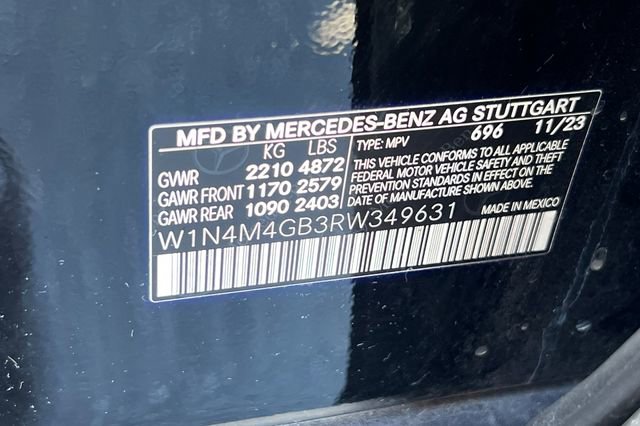 MFD BY MERCEDES-BENZ AG STUTTGART
KG LBS TYPE: MPV 696 11/23
GVWR 2210 4872
GAWR FRONT 1170 2579
GAWR REAR 1090 2403
THIS VEHICLE CONFORMS TO ALL APPLICABLE
FEDERAL MOTOR VEHICLE SAFETY AND THEFT
PREVENTION STANDARDS IN EFFECT ON THE
DATE OF MANUFACTURE SHOWN ABOVE.
W1N4M4GB3RW349631 MADE IN MEXICO